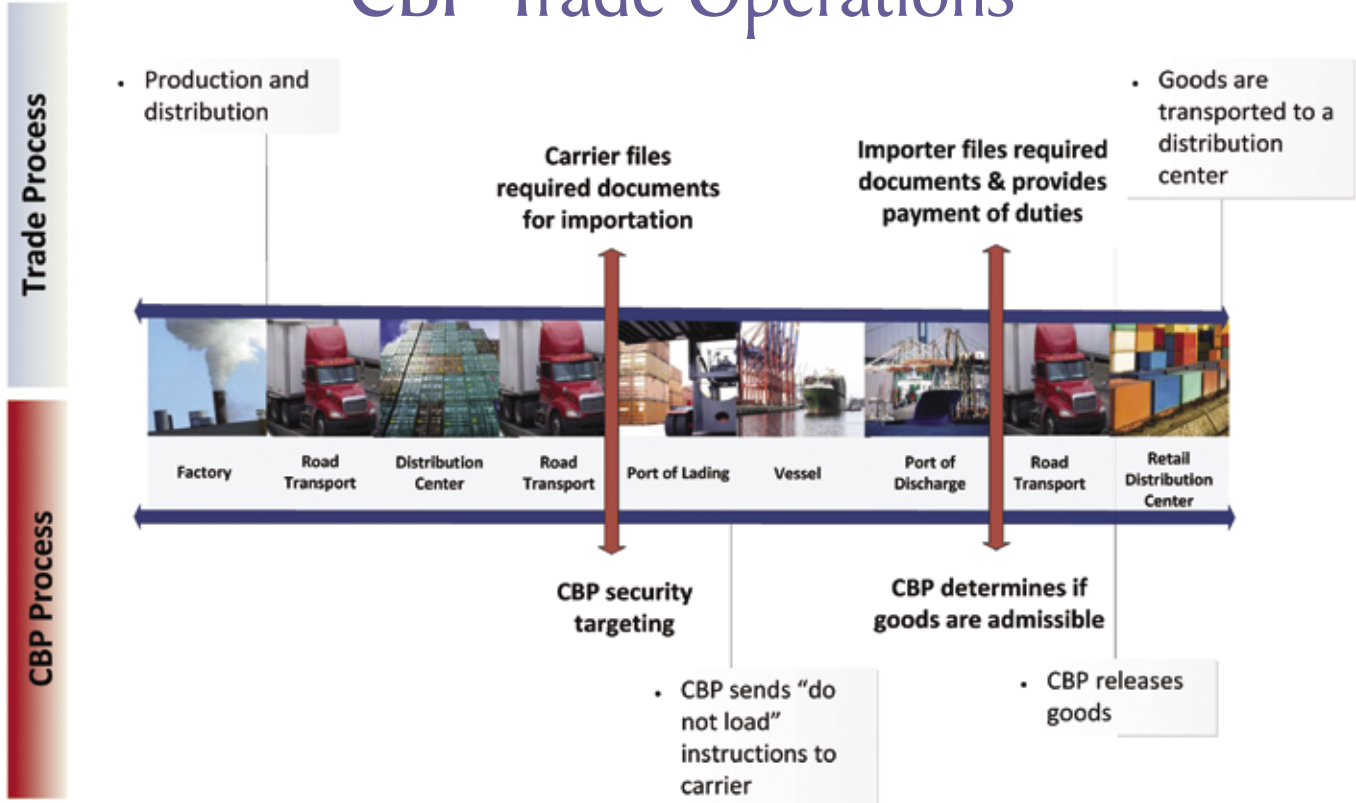 CBP Trade Operations
Trade Process
CBP Process
• Production and
distribution
Carrier files
required documents
for importation
Importer files required
documents & provides
payment of duties
• Goods are
transported to a
distribution
center
Factory
Road
Transport
Distribution
Center
Road
Transport
Port of Lading
Vessel
Port of
Discharge
Road
Transport
Retail
Distribution
Center
CBP security
targeting
CBP determines if
goods are admissible
• CBP sends “do
not load”
instructions to
carrier
• CBP releases
goods